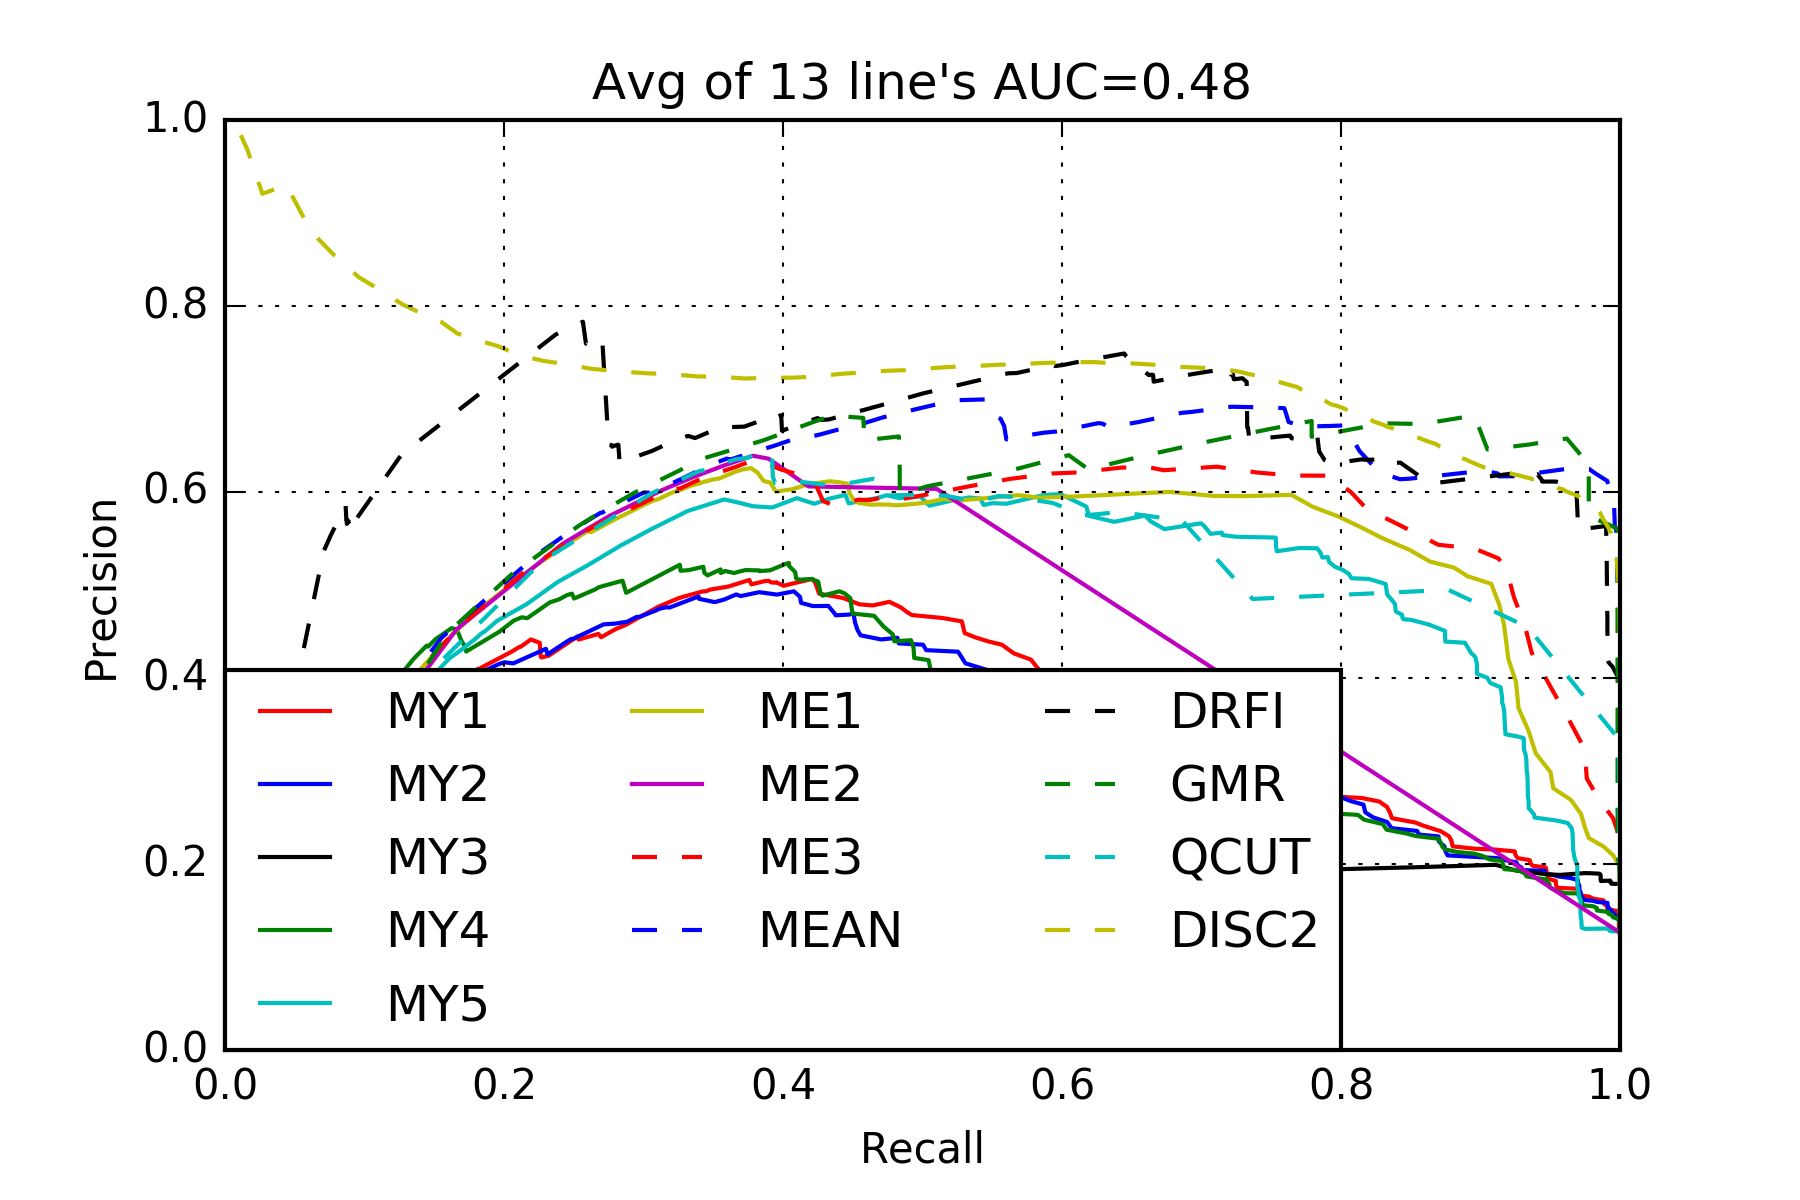 Avg of 13 line's AUC=0.48
1.0
0.8
0.6
0.4
0.2
0.0
Precision
MY1 ME1 DRFI
MY2 ME2 GMR
MY3 ME3 QCUT
MY4 MEAN DISC2
MY5
0.0 0.2 0.4 0.6 0.8 1.0
Recall